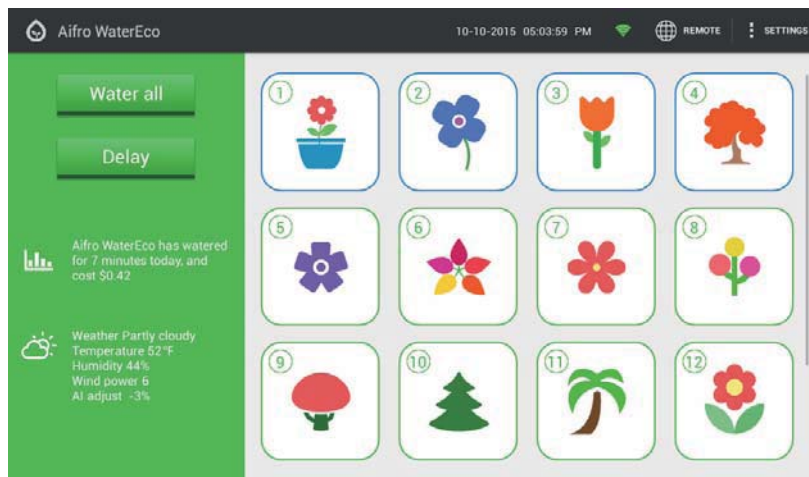 Aifro WaterEco
10-10-2015 05:03:59 PM
REMOTE
SETTINGS
Water all
Delay
Aifro WaterEco has watered
for 7 minutes today, and
cost $0.42
Weather Partly cloudy
Temperature 52°F
Humidity 44%
Wind power 6
AI adjust -3%
1
2
3
4
5
6
7
8
9
10
11
12